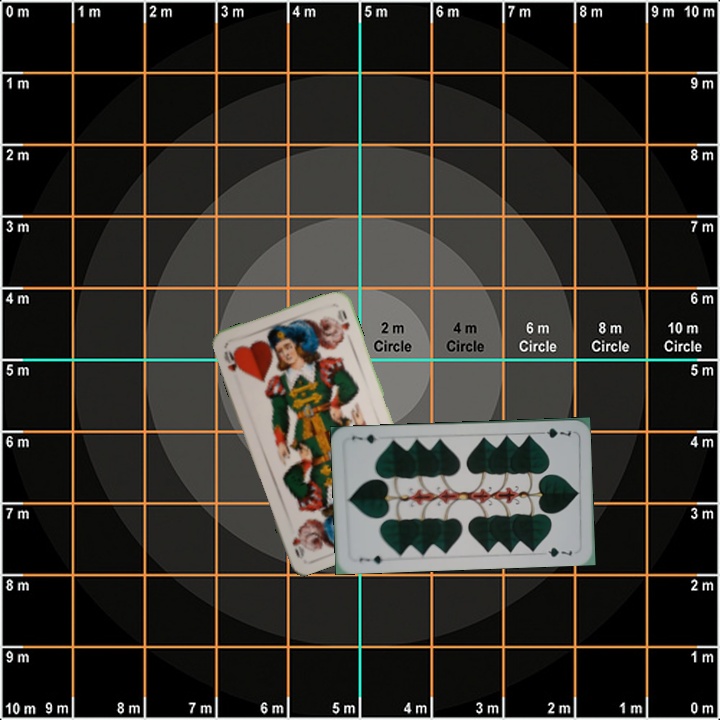 0 m 1 m 2 m 3 m 4 m 5 m 6 m 7 m 8 m 9 m 10 m
1 m 9 m
2 m 8 m
3 m 7 m
4 m 6 m
2 m 4 m 6 m 8 m 10 m
Circle Circle Circle Circle Circle
5 m 5 m
6 m 4 m
7 m 3 m
8 m 2 m
9 m 1 m
10 m 9 m 8 m 7 m 6 m 5 m 4 m 3 m 2 m 1 m 0 m